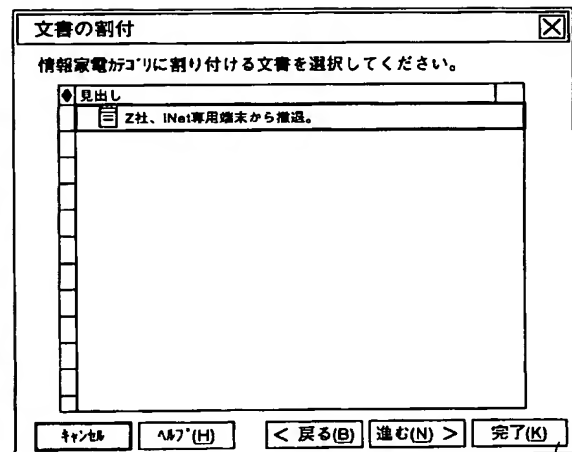 文書の割付
情報家電ｶﾃｺﾞﾘに割り付ける文書を選択してください。
見出し
Z社、iNet専用端末から撤退。
ｷｬﾝｾﾙ ﾍﾙﾌﾟ(H) < 戻る(B) 進む(N) > 完了(K)